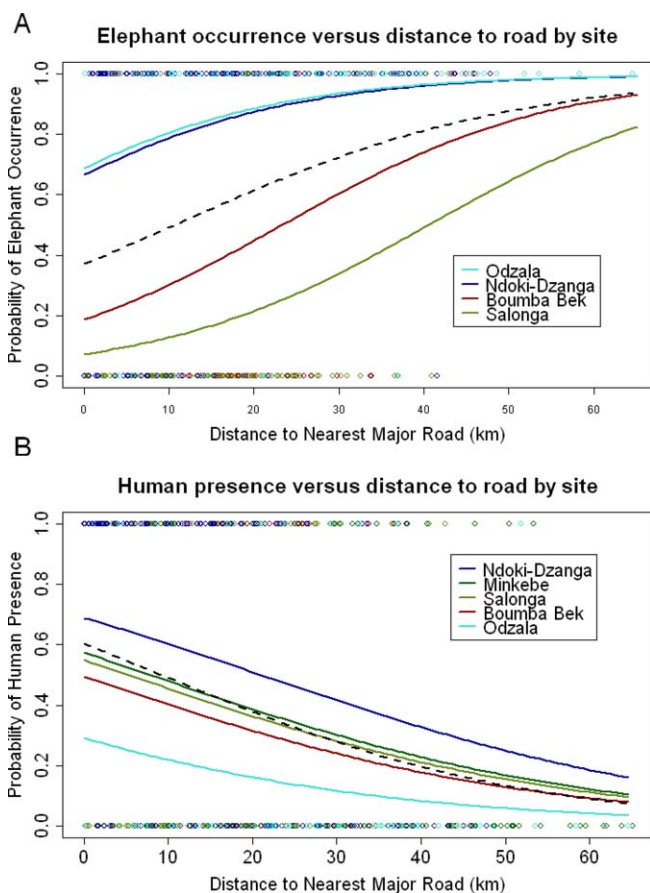 A
Elephant occurrence versus distance to road by site
Probability of Elephant Occurrence
1.0
0.8
0.6
0.4
0.2
0.0
Odzala
Ndoki-Dzanga
Boumba Bek
Salonga
0 10 20 30 40 50 60
Distance to Nearest Major Road (km)
B
Human presence versus distance to road by site
Probability of Human Presence
1.0
0.8
0.6
0.4
0.2
0.0
Ndoki-Dzanga
Minkebe
Salonga
Boumba Bek
Odzala
0 10 20 30 40 50 60
Distance to Nearest Major Road (km)